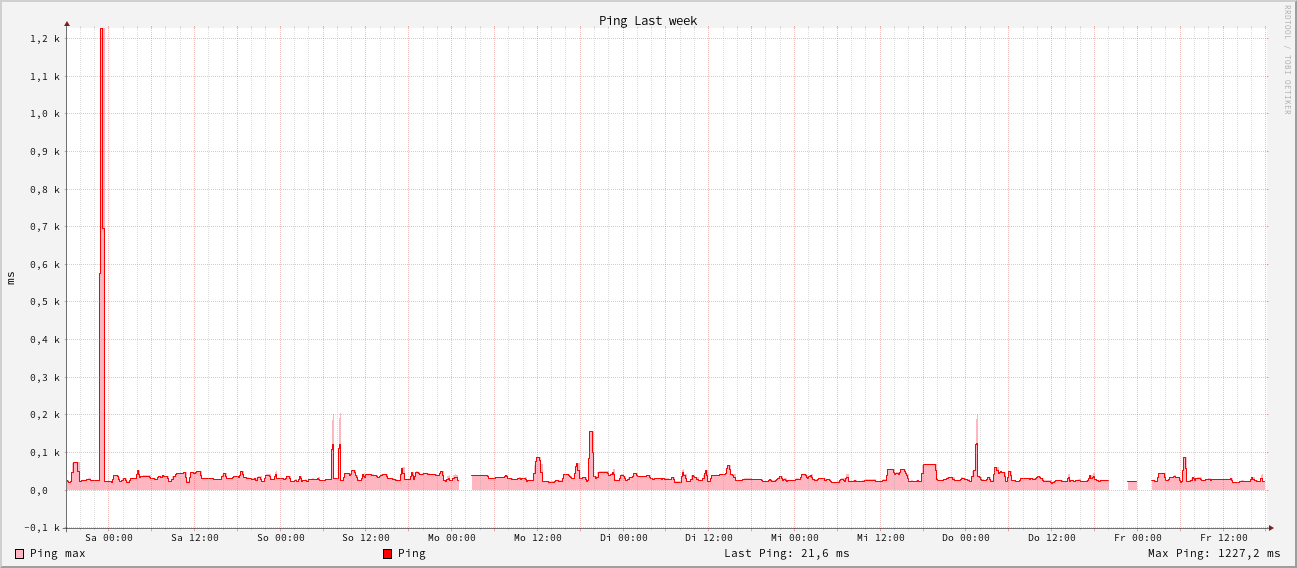 Ping Last week
RRDTOOL / TOBI OETIKER
ms
1,2 k
1,1 k
1,0 k
0,9 k
0,8 k
0,7 k
0,6 k
0,5 k
0,4 k
0,3 k
0,2 k
0,1 k
0,0
-0,1 k
Sa 00:00 Sa 12:00 So 00:00 So 12:00 Mo 00:00 Mo 12:00 Di 00:00 Di 12:00 Mi 00:00 Mi 12:00 Do 00:00 Do 12:00 Fr 00:00 Fr 12:00
Ping max Ping Last Ping: 21,6 ms Max Ping: 1227,2 ms